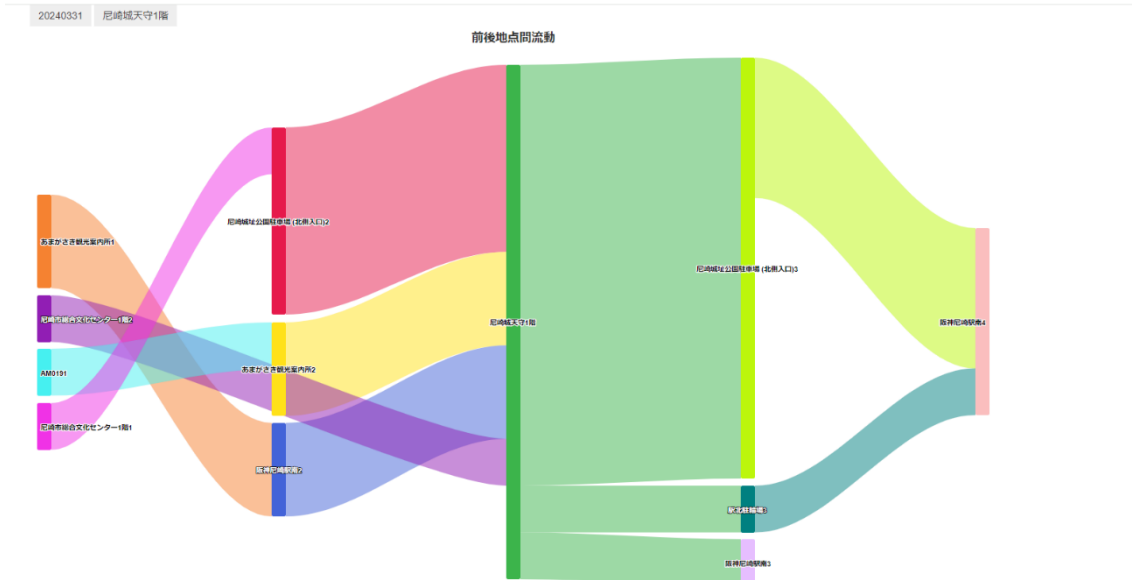 20240331 尼崎城天守1階
前後地点間流動
尼崎城址公園駐車場 (北側入口)2
あまがさき観光案内所1
尼崎城址公園駐車場 (北側入口)3
尼崎市総合文化センター1階2
尼崎城天守1階
阪神尼崎駅南4
あまがさき観光案内所2
AM0191
尼崎市総合文化センター1階1
阪神尼崎駅南2
駅北駐輪場3
阪神尼崎駅南3